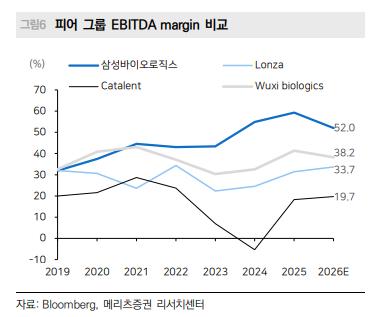 그림6 피어 그룹 EBITDA margin 비교
(%)
삼성바이오로직스 Lonza
Catalent Wuxi biologics
70
60
50
40
30
20
10
0
-10
52.0
38.2
33.7
19.7
2019 2020 2021 2022 2023 2024 2025 2026E
자료: Bloomberg, 메리츠증권 리서치센터